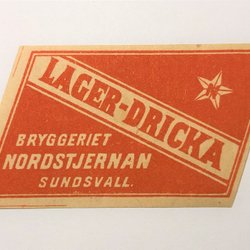 LAGER-DRICKA
BRYGGERIET
NORDSTJERNAN
SUNDSVALL.